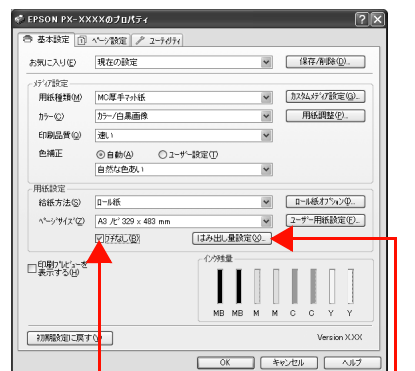 EPSON PX-XXXXのプロパティ
基本設定 ページ設定 ユーティリティ
お気に入り(E) 現在の設定 保存/削除(D)...
メディア設定
用紙種類(M) MC厚手マット紙 カスタムメディア設定(G)...
カラー(C) カラー/白黒画像 用紙調整(P)...
印刷品質(Q) 速い
色補正 自動(A) ユーザー設定(T)
自然な色あい
用紙設定
給紙方法(S) ロール紙 ロール紙オプション(I)...
ページサイズ(Z) A3 ノビ 329 x 483 mm ユーザー用紙設定(F)...
フチなし(B) はみ出し量設定(X)...
印刷プレビューを
表示する(H)
インク残量
MB MB M M C C Y Y
初期設定に戻す(Y) Version X.XX
OK キャンセル ヘルプ